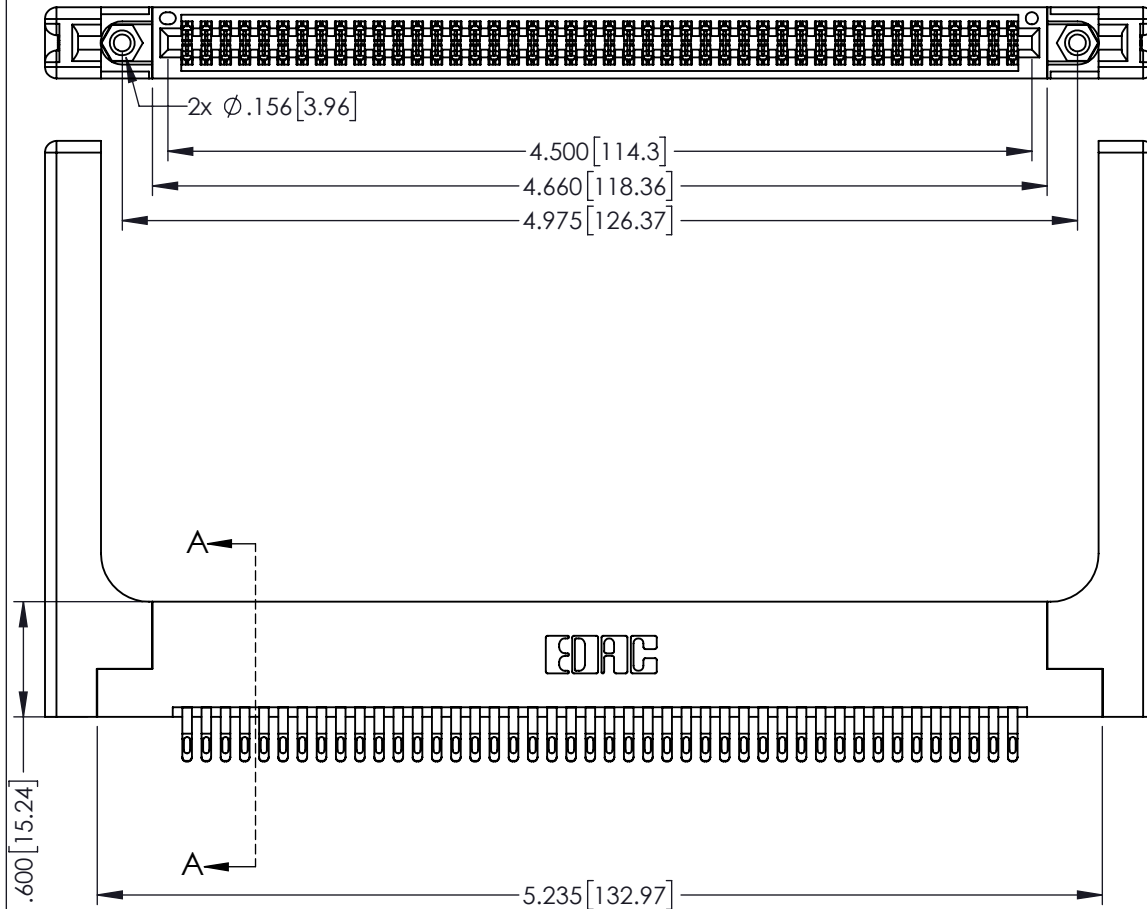 2x ∅.156[3.96]
4.500[114.3]
4.660[118.36]
4.975[126.37]
A
EDAC
.600[15.24]
A
5.235[132.97]